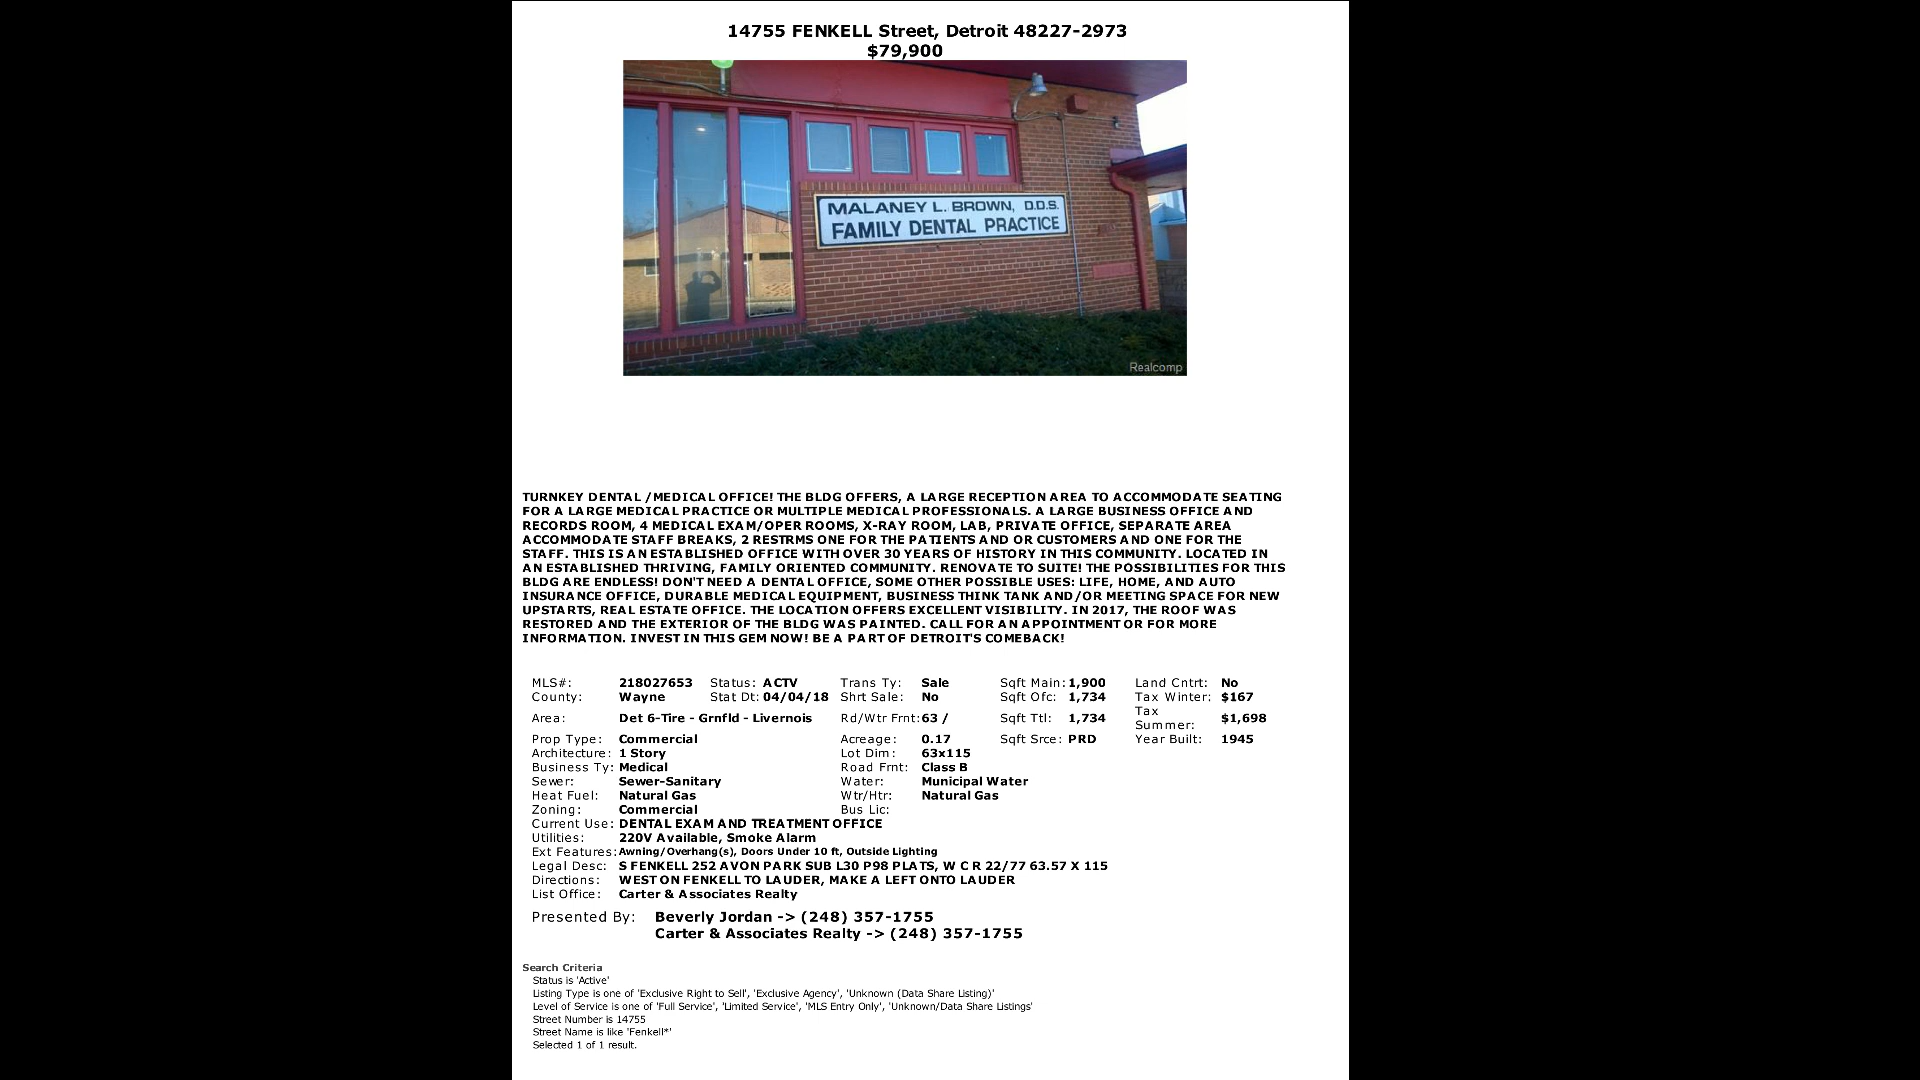 14755 FENKELL Street, Detroit 48227-2973
$79,900
MALANEY L. BROWN, D.D.S.
FAMILY DENTAL PRACTICE
Realcomp
TURNKEY DENTAL /MEDICAL OFFICE! THE BLDG OFFERS, A LARGE RECEPTION AREA TO ACCOMMODATE SEATING
FOR A LARGE MEDICAL PRACTICE OR MULTIPLE MEDICAL PROFESSIONALS. A LARGE BUSINESS OFFICE AND
RECORDS ROOM, 4 MEDICAL EXAM/OPER ROOMS, X-RAY ROOM, LAB, PRIVATE OFFICE, SEPARATE AREA
ACCOMMODATE STAFF BREAKS, 2 RESTRMS ONE FOR THE PATIENTS AND OR CUSTOMERS AND ONE FOR THE
STAFF. THIS IS AN ESTABLISHED OFFICE WITH OVER 30 YEARS OF HISTORY IN THIS COMMUNITY. LOCATED IN
AN ESTABLISHED THRIVING, FAMILY ORIENTED COMMUNITY. RENOVATE TO SUITE! THE POSSIBILITIES FOR THIS
BLDG ARE ENDLESS! DON'T NEED A DENTAL OFFICE, SOME OTHER POSSIBLE USES: LIFE, HOME, AND AUTO
INSURANCE OFFICE, DURABLE MEDICAL EQUIPMENT, BUSINESS THINK TANK AND/OR MEETING SPACE FOR NEW
UPSTARTS, REAL ESTATE OFFICE. THE LOCATION OFFERS EXCELLENT VISIBILITY. IN 2017, THE ROOF WAS
RESTORED AND THE EXTERIOR OF THE BLDG WAS PAINTED. CALL FOR AN APPOINTMENT OR FOR MORE
INFORMATION. INVEST IN THIS GEM NOW! BE A PART OF DETROIT'S COMEBACK!
MLS#: 218027653 Status: ACTV Trans Ty: Sale Sqft Main: 1,900 Land Cntrt: No
County: Wayne Stat Dt: 04/04/18 Shrt Sale: No Sqft Ofc: 1,734 Tax Winter: $167
Area: Det 6-Tire - Grnfld - Livernois Rd/Wtr Frnt: 63 / Sqft Ttl: 1,734 Tax Summer: $1,698
Prop Type: Commercial Acreage: 0.17 Sqft Srce: PRD Year Built: 1945
Architecture: 1 Story Lot Dim: 63x115
Business Ty: Medical Road Frnt: Class B
Sewer: Sewer-Sanitary Water: Municipal Water
Heat Fuel: Natural Gas Wtr/Htr: Natural Gas
Zoning: Commercial Bus Lic:
Current Use: DENTAL EXAM AND TREATMENT OFFICE
Utilities: 220V Available, Smoke Alarm
Ext Features: Awning/Overhang(s), Doors Under 10 ft, Outside Lighting
Legal Desc: S FENKELL 252 AVON PARK SUB L30 P98 PLATS, W C R 22/77 63.57 X 115
Directions: WEST ON FENKELL TO LAUDER, MAKE A LEFT ONTO LAUDER
List Office: Carter & Associates Realty
Presented By: Beverly Jordan -> (248) 357-1755
Carter & Associates Realty -> (248) 357-1755
Search Criteria
Status is 'Active'
Listing Type is one of 'Exclusive Right to Sell', 'Exclusive Agency', 'Unknown (Data Share Listing)'
Level of Service is one of 'Full Service', 'Limited Service', 'MLS Entry Only', 'Unknown/Data Share Listings'
Street Number is 14755
Street Name is like 'Fenkell*'
Selected 1 of 1 result.